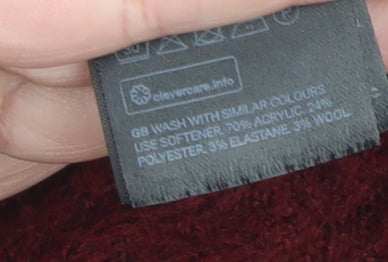 clevercare.info
GB WASH WITH SIMILAR COLOURS
USE SOFTENER. 70% ACRYLIC. 24%
POLYESTER. 3% ELASTANE. 3% WOOL